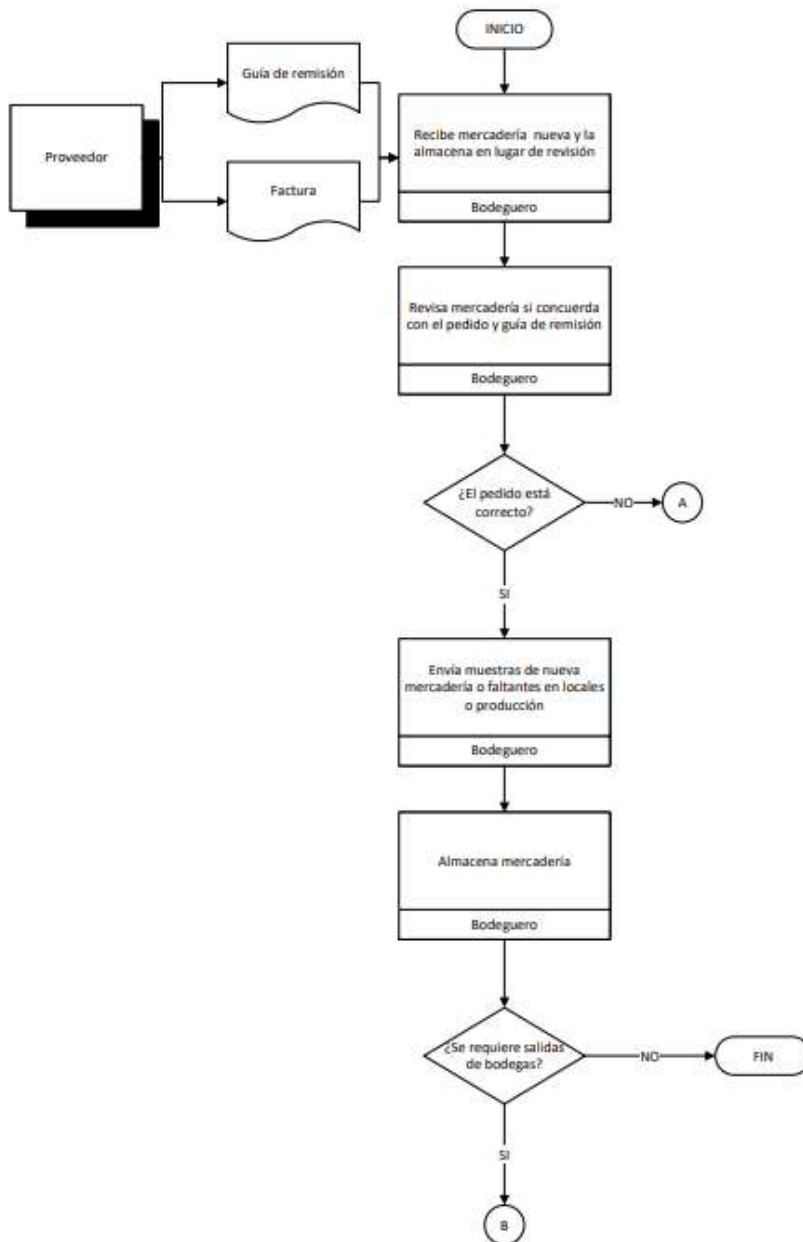 INICIO
Guía de remisión
Proveedor
Factura
Recibe mercadería nueva y la
almacena en lugar de revisión
Bodeguero
Revisa mercadería si concuerda
con el pedido y guía de remisión
Bodeguero
¿El pedido está
correcto?
NO
A
SI
Envía muestras de nueva
mercadería o faltantes en locales
o producción
Bodeguero
Almacena mercadería
Bodeguero
¿Se requiere salidas
de bodegas?
NO
FIN
SI
B